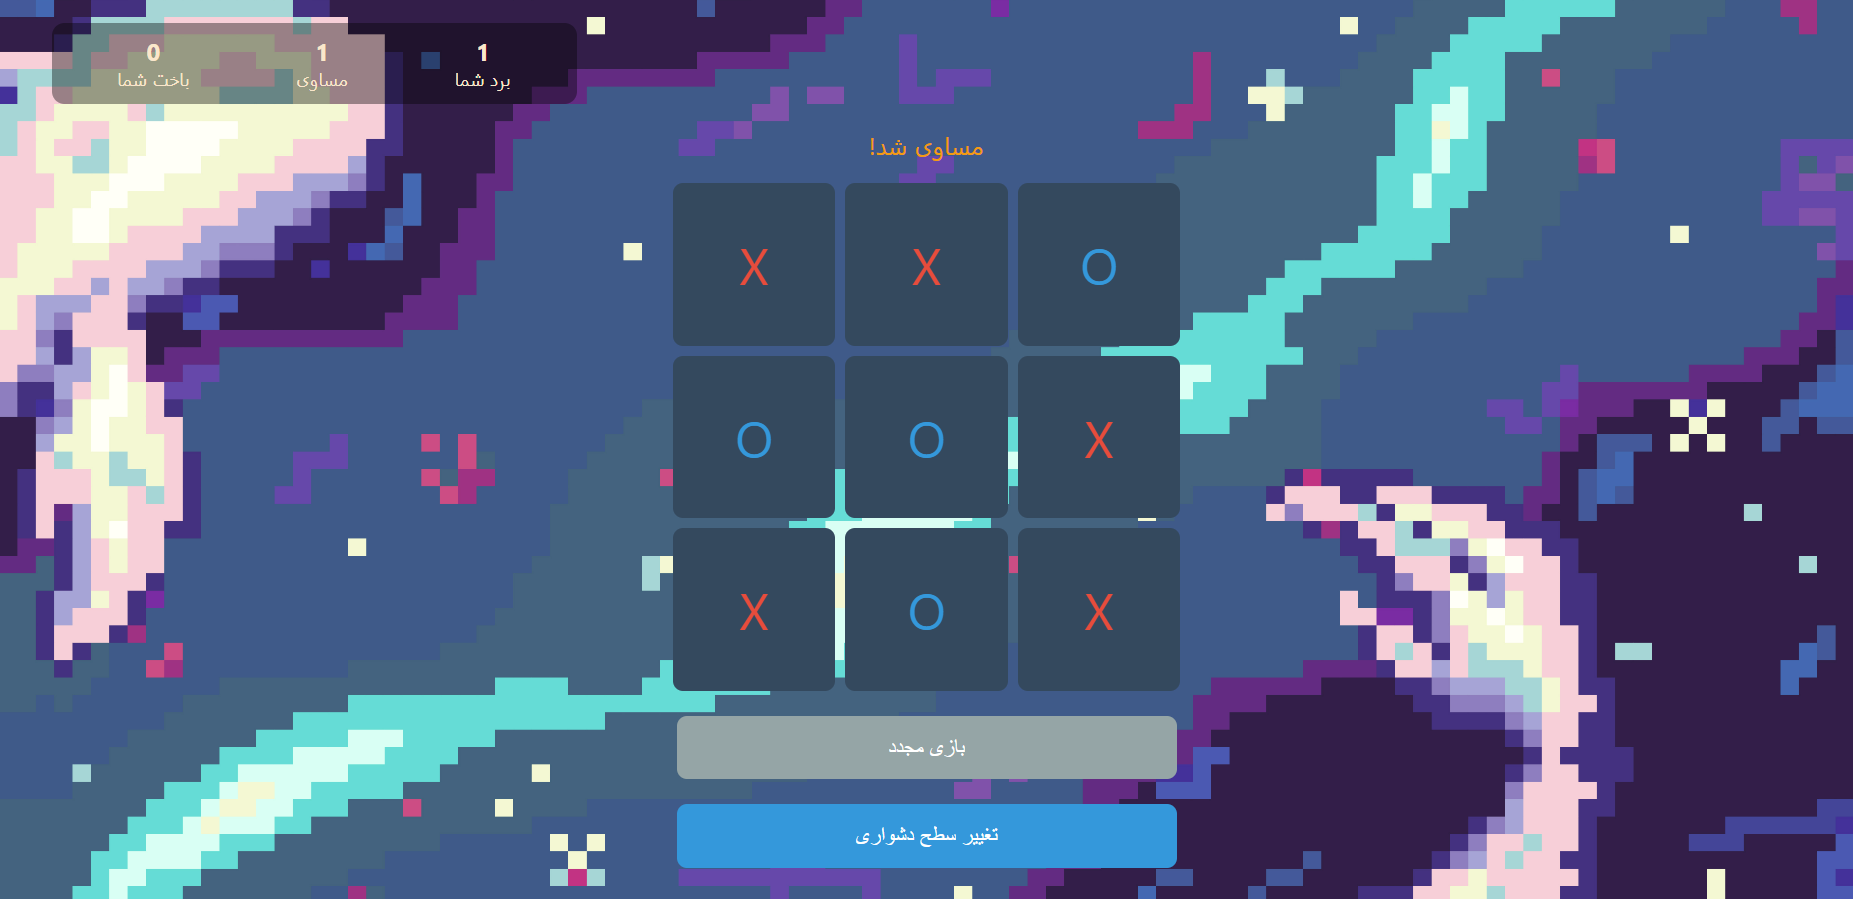 0 1 1
باخت شما مساوی برد شما
مساوی شد!
X X O
O O X
X O X
بازی مجدد
تغییر سطح دشواری